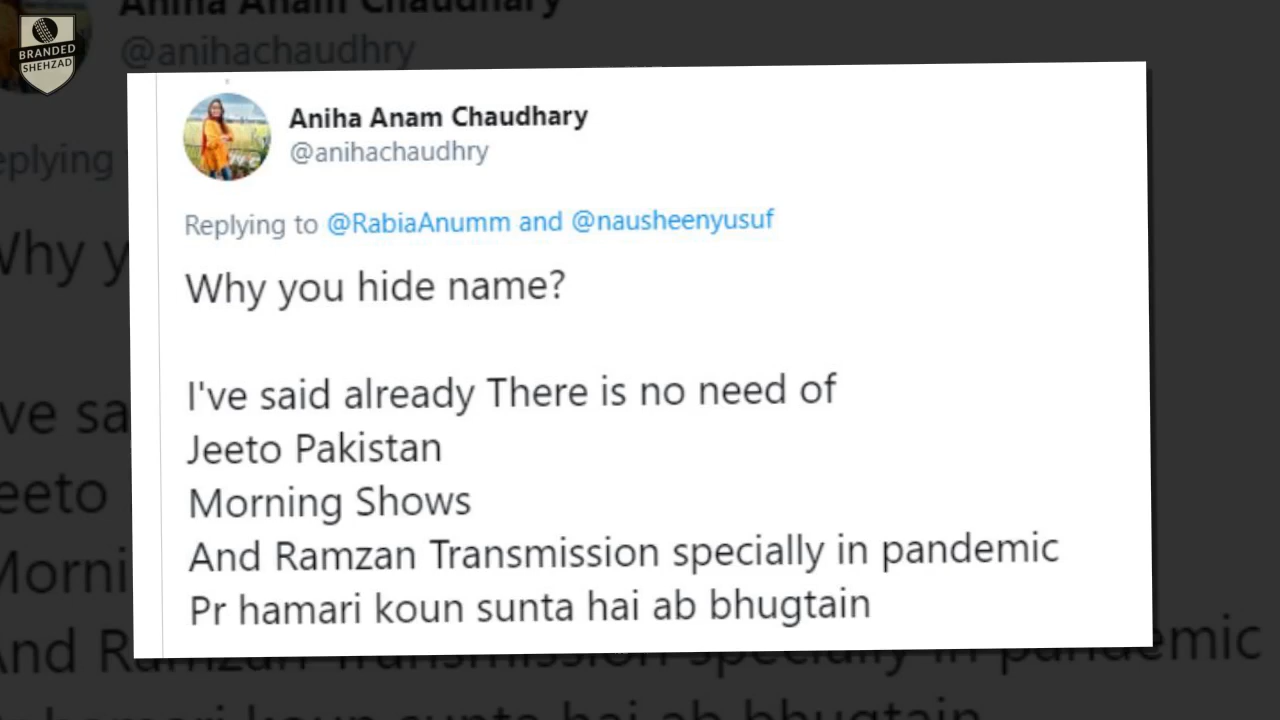 BRANDED
SHEHZAD
Aniha Anam Chaudhary
@anihachaudhry
Replying to @RabiaAnumm and @nausheenyusuf
Why you hide name?
I've said already There is no need of
Jeeto Pakistan
Morning Shows
And Ramzan Transmission specially in pandemic
Pr hamari koun sunta hai ab bhugtain